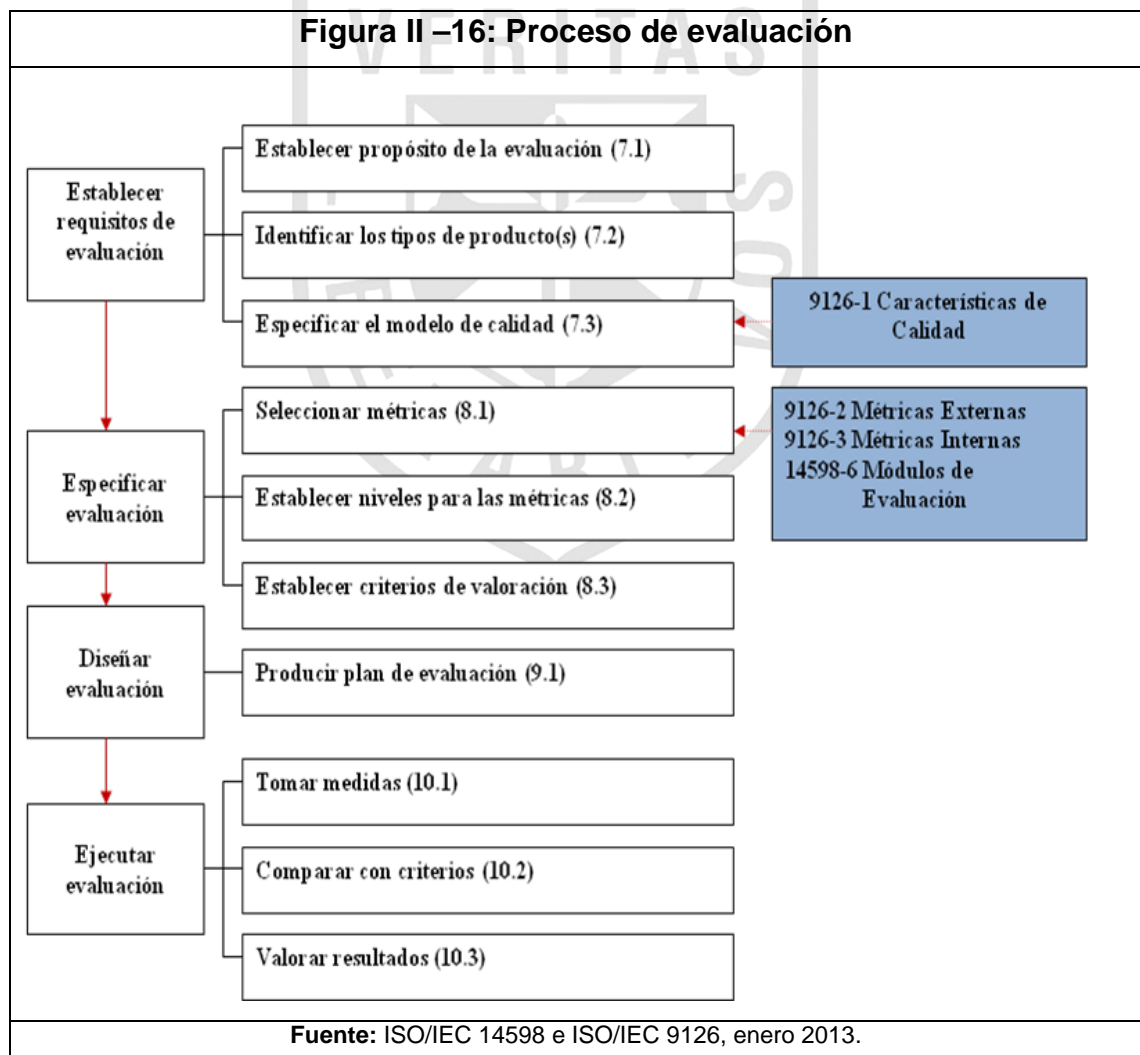 Figura II –16: Proceso de evaluación
VERITAS
Establecer
requisitos de
evaluación
Establecer propósito de la evaluación (7.1)
Identificar los tipos de producto(s) (7.2)
Especificar el modelo de calidad (7.3)
9126-1 Características de
Calidad
Especificar
evaluación
Seleccionar métricas (8.1)
Establecer niveles para las métricas (8.2)
Establecer criterios de valoración (8.3)
9126-2 Métricas Externas
9126-3 Métricas Internas
14598-6 Módulos de
Evaluación
Diseñar
evaluación
Producir plan de evaluación (9.1)
Ejecutar
evaluación
Tomar medidas (10.1)
Comparar con criterios (10.2)
Valorar resultados (10.3)
Fuente: ISO/IEC 14598 e ISO/IEC 9126, enero 2013.